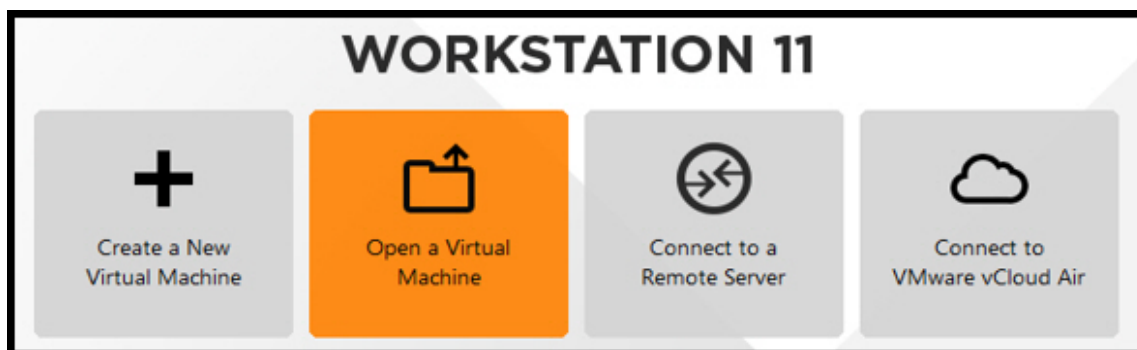 WORKSTATION 11
Create a New
Virtual Machine
Open a Virtual
Machine
Connect to a
Remote Server
Connect to
VMware vCloud Air